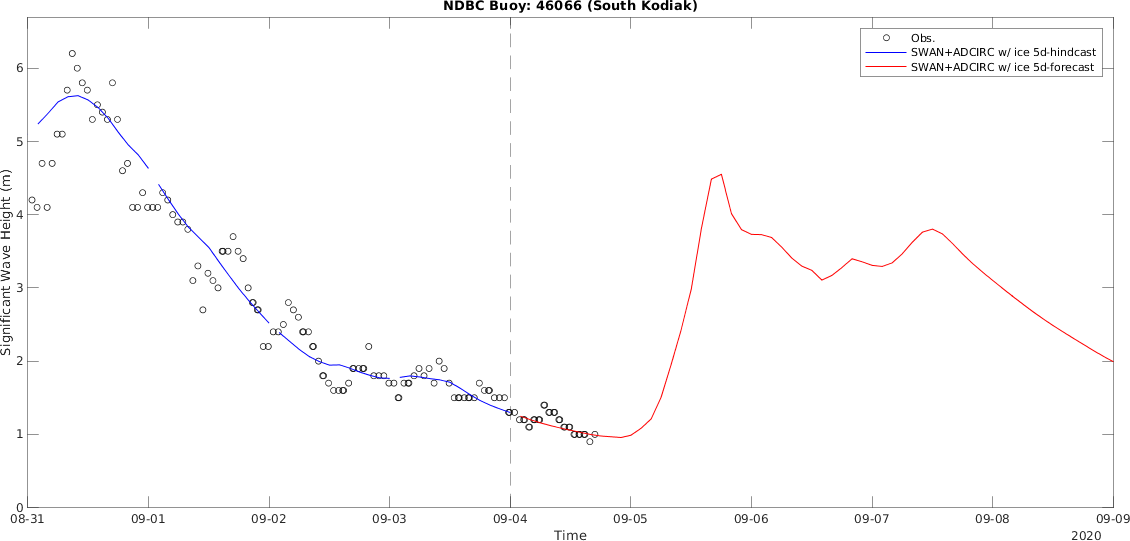 NDBC Buoy: 46066 (South Kodiak)
Obs.
SWAN+ADCIRC w/ ice 5d-hindcast
SWAN+ADCIRC w/ ice 5d-forecast
Significant Wave Height (m)
6
5
4
3
2
1
0
08-31 09-01 09-02 09-03 09-04 09-05 09-06 09-07 09-08 09-09
Time
2020